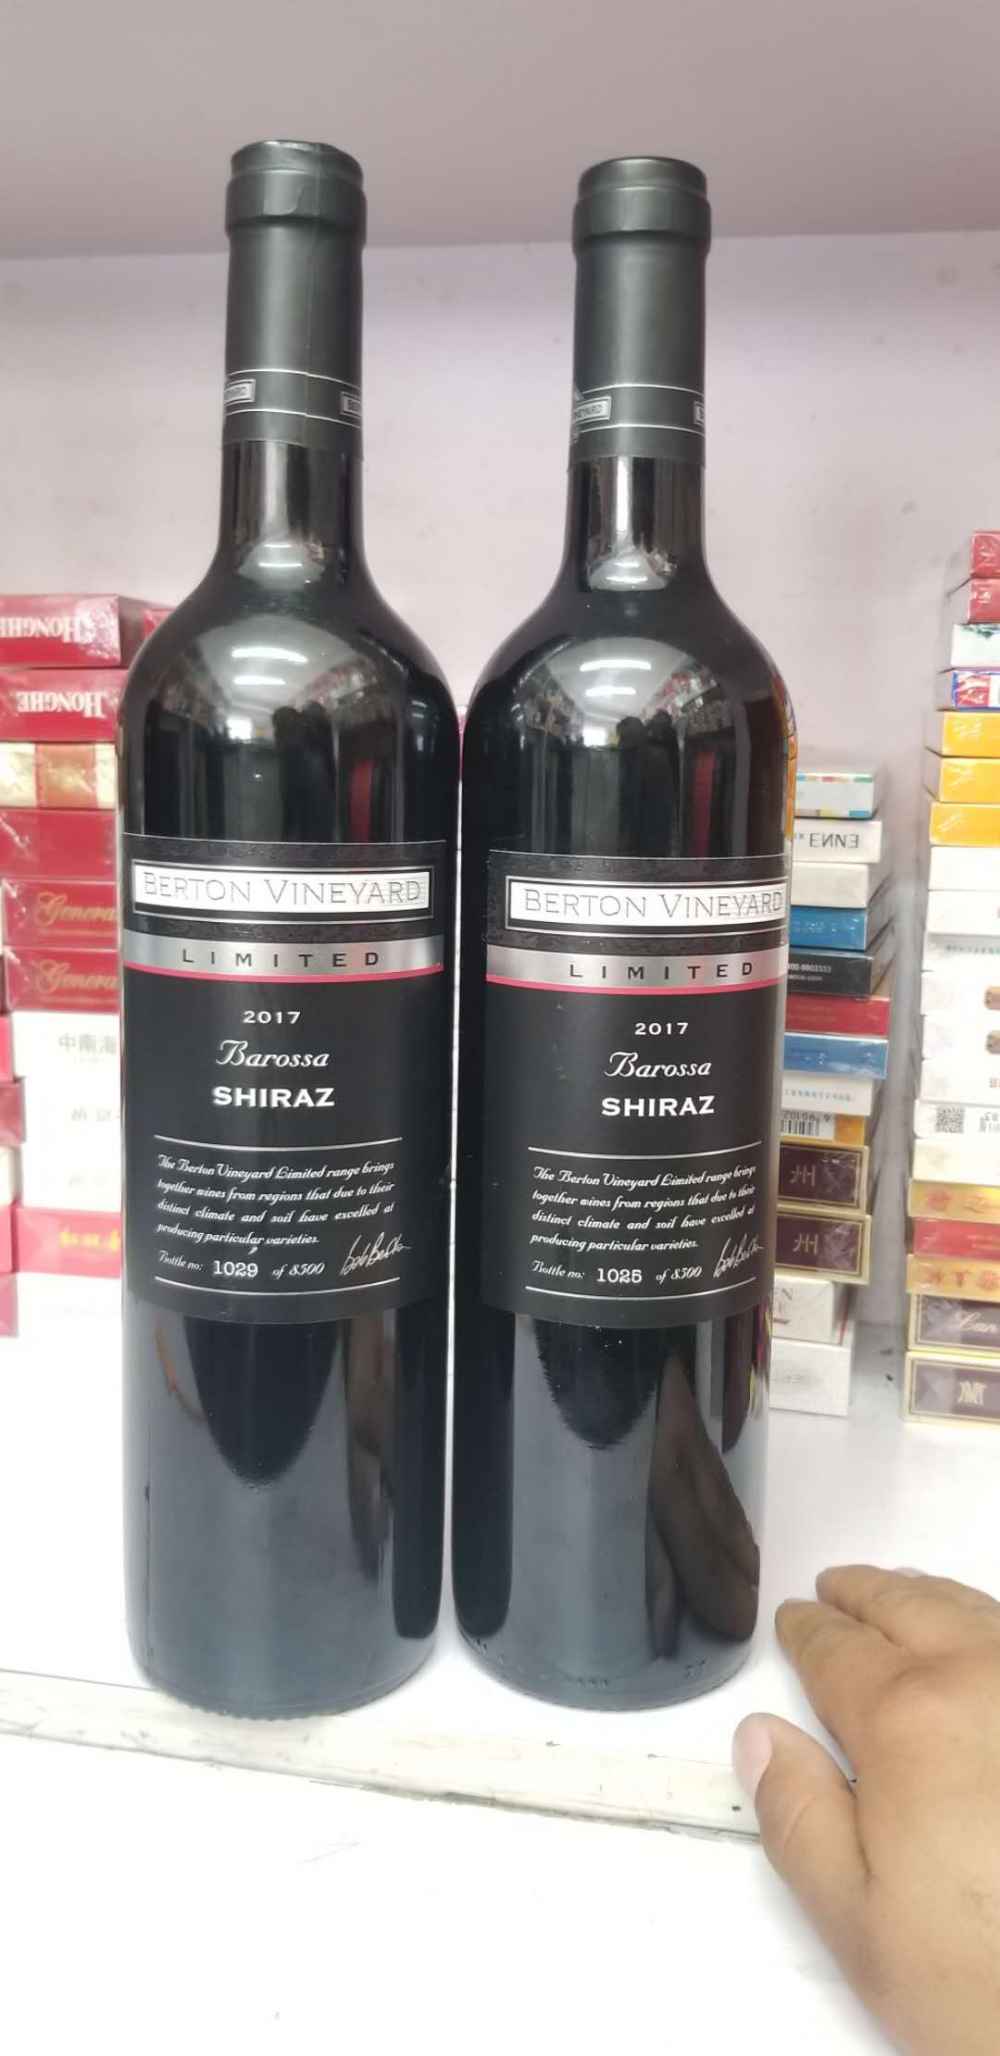 BERTON VINEYARD
LIMITED
2017
Barossa
SHIRAZ
The Berton Vineyard Limited range brings
together wines from regions that due to their
distinct climate and soil have excelled at
producing particular varieties.
Bottle no: 1029 of 8500
BERTON VINEYARD
LIMITED
2017
Barossa
SHIRAZ
The Berton Vineyard Limited range brings
together wines from regions that due to their
distinct climate and soil have excelled at
producing particular varieties.
Bottle no: 1025 of 8500
HONGHE
HONGHE
Genera
Genera
中南海